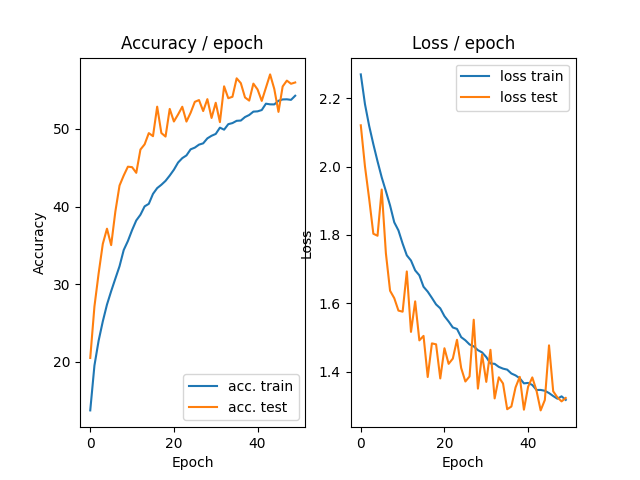 Accuracy / epoch
Accuracy
50
40
30
20
acc. train
acc. test
0
20
40
Epoch
Loss / epoch
Loss
2.2
2.0
1.8
1.6
1.4
loss train
loss test
0
20
40
Epoch